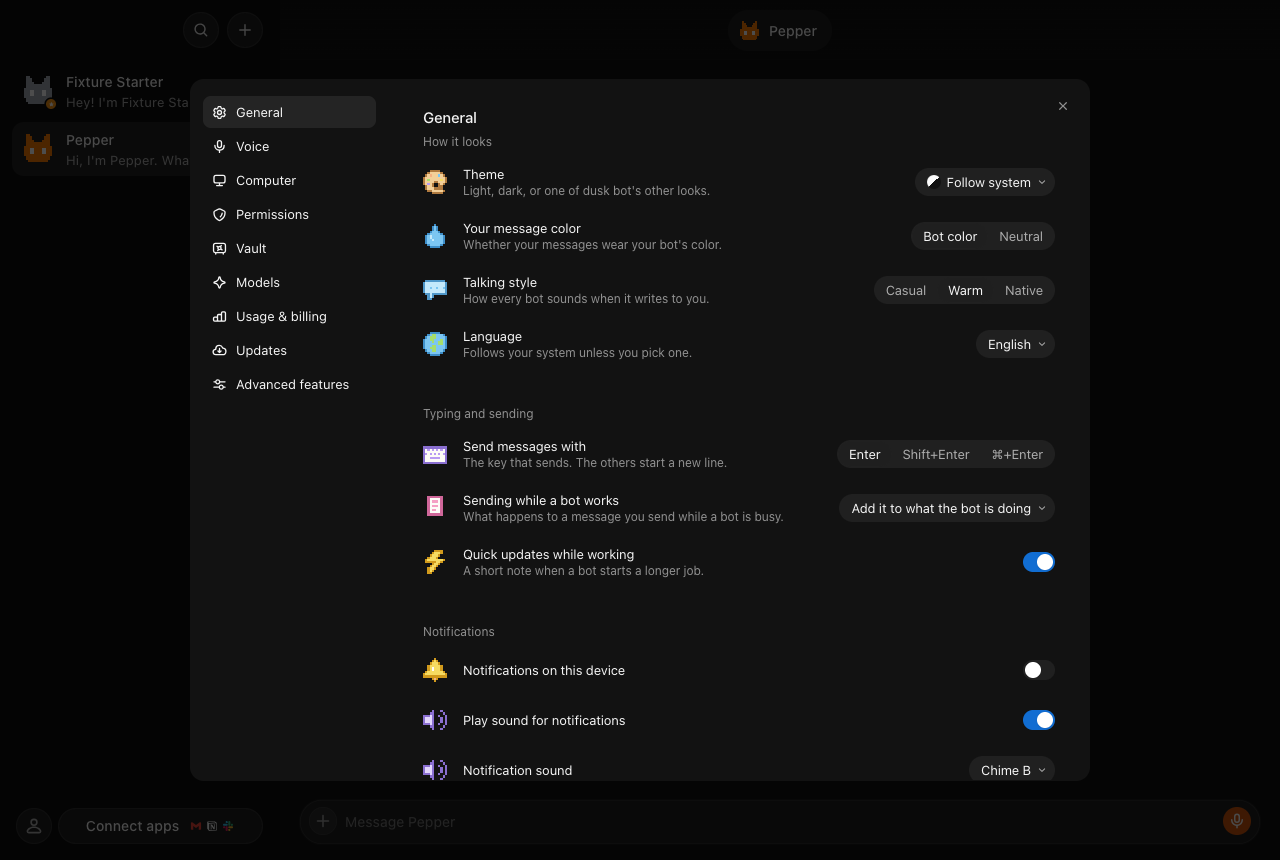 Pepper
Fixture Starter
Hey! I'm Fixture Sta
Pepper
Hi, I'm Pepper. Wha
General
Voice
Computer
Permissions
Vault
Models
Usage & billing
Updates
Advanced features
General
How it looks
Theme
Light, dark, or one of dusk bot's other looks.
Follow system
Your message color
Whether your messages wear your bot's color.
Bot color Neutral
Talking style
How every bot sounds when it writes to you.
Casual Warm Native
Language
Follows your system unless you pick one.
English
Typing and sending
Send messages with
The key that sends. The others start a new line.
Enter Shift+Enter ⌘+Enter
Sending while a bot works
What happens to a message you send while a bot is busy.
Add it to what the bot is doing
Quick updates while working
A short note when a bot starts a longer job.
Notifications
Notifications on this device
Play sound for notifications
Notification sound
Chime B
Connect apps
Message Pepper